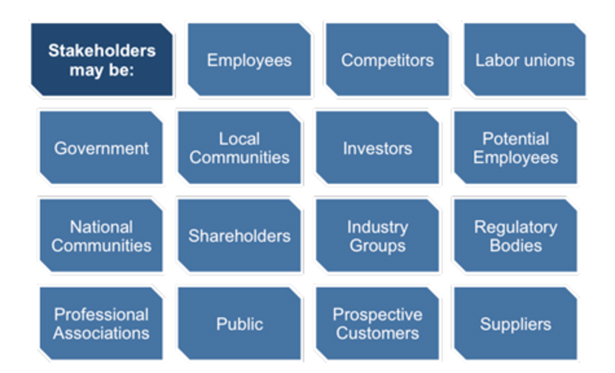 Stakeholders
may be:
Employees
Competitors
Labor unions
Government
Local
Communities
Investors
Potential
Employees
National
Communities
Shareholders
Industry
Groups
Regulatory
Bodies
Professional
Associations
Public
Prospective
Customers
Suppliers